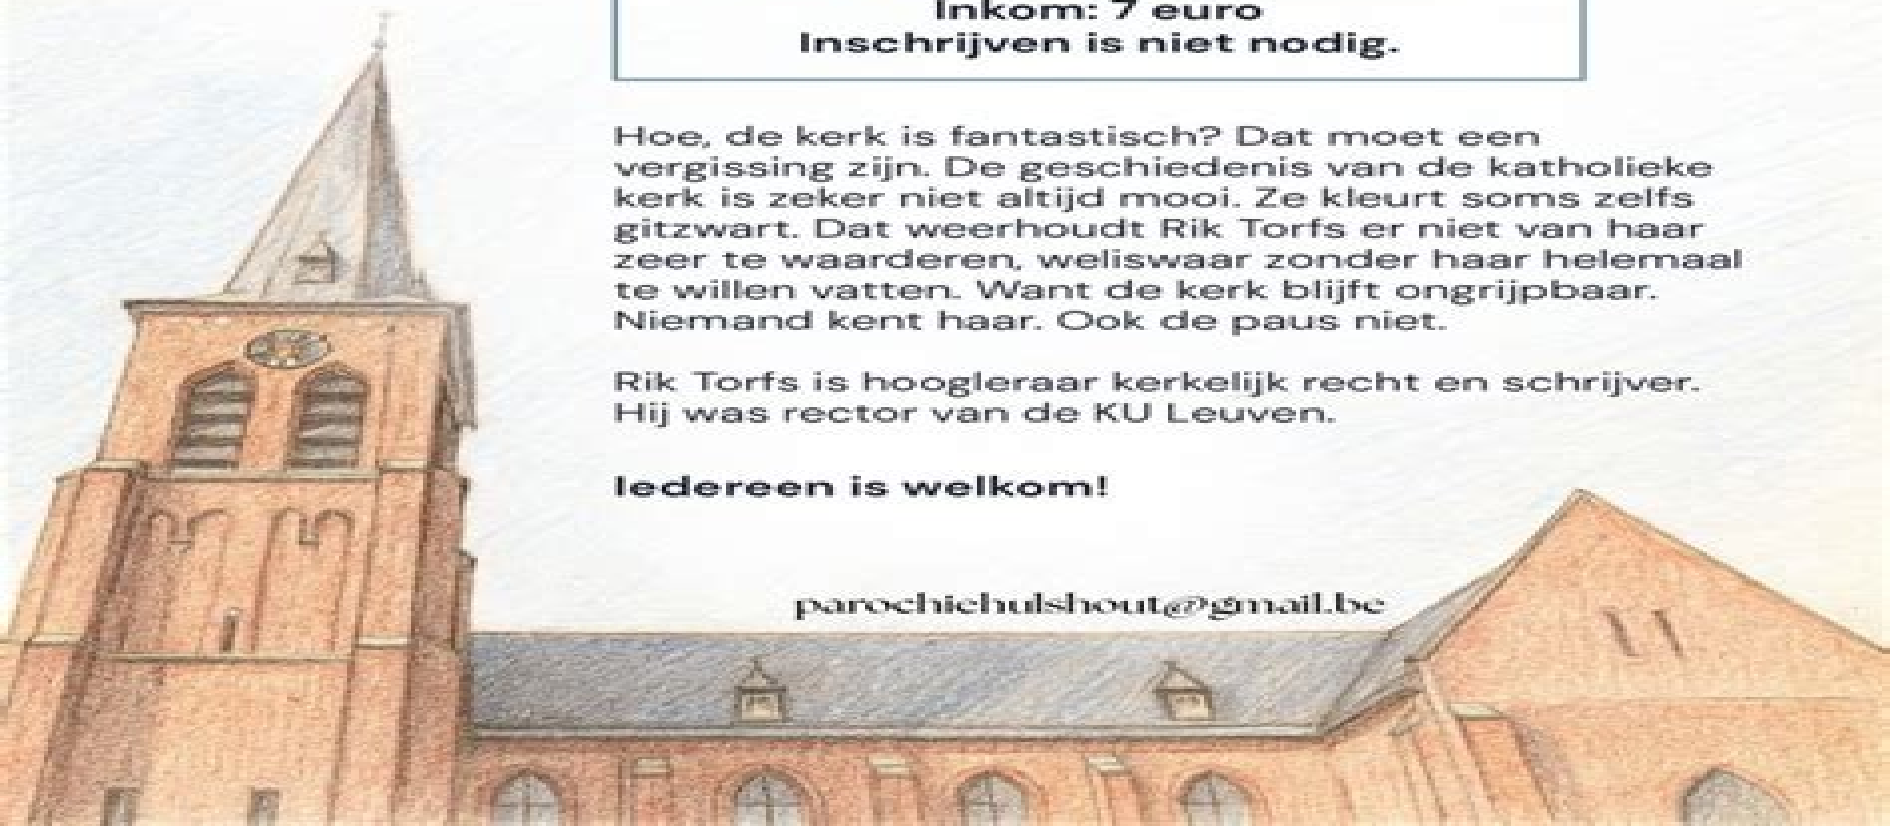 Inkom: 7 euro
Inschrijven is niet nodig.
Hoe, de kerk is fantastisch? Dat moet een
vergissing zijn. De geschiedenis van de katholieke
kerk is zeker niet altijd mooi. Ze kleurt soms zelfs
gitzwart. Dat weerhoudt Rik Torfs er niet van haar
zeer te waarderen, weliswaar zonder haar helemaal
te willen vatten. Want de kerk blijft ongrijpbaar.
Niemand kent haar. Ook de paus niet.
Rik Torfs is hoogleraar kerkelijk recht en schrijver.
Hij was rector van de KU Leuven.
Iedereen is welkom!
parochiehulshout@gmail.be